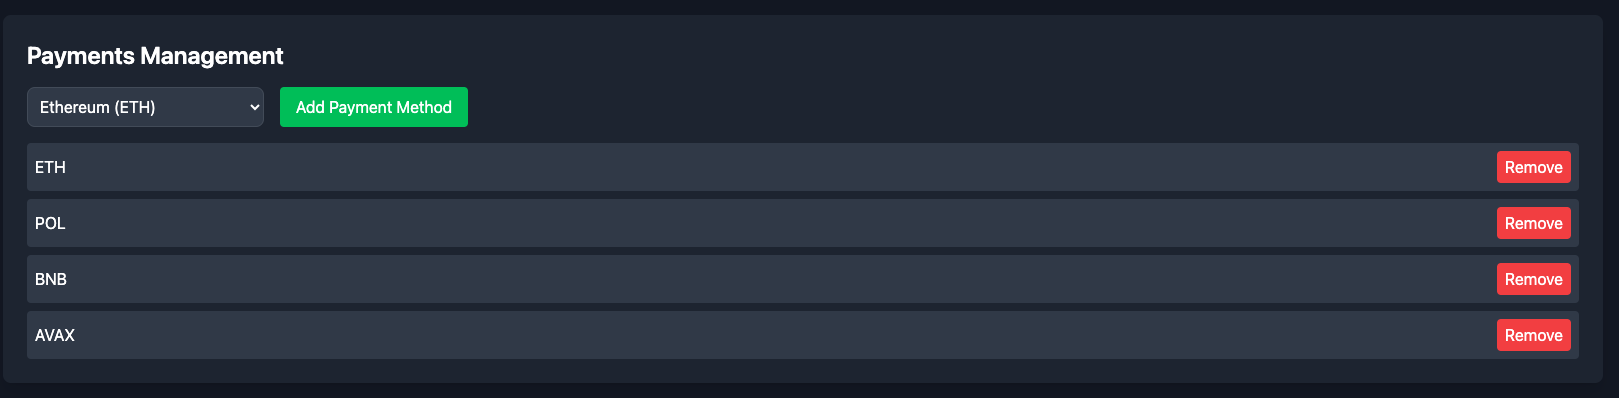 Payments Management
Ethereum (ETH)
Add Payment Method
ETH
Remove
POL
Remove
BNB
Remove
AVAX
Remove